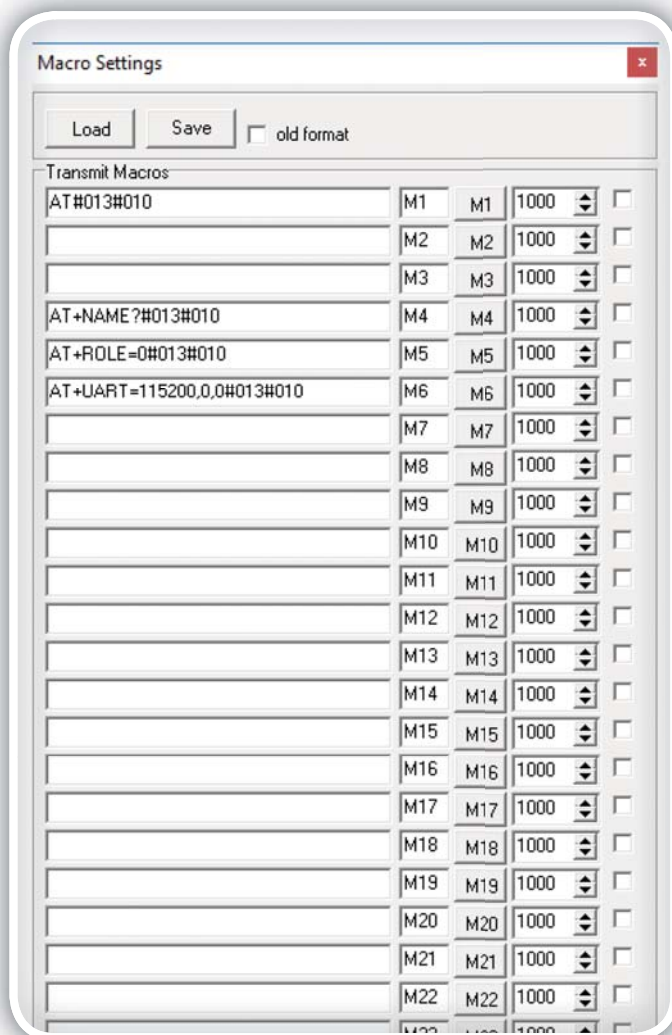 Macro Settings x
Load Save old format
Transmit Macros
AT#013#010 M1 M1 1000
M2 M2 1000
M3 M3 1000
AT+NAME?#013#010 M4 M4 1000
AT+ROLE=0#013#010 M5 M5 1000
AT+UART=115200,0,0#013#010 M6 M6 1000
M7 M7 1000
M8 M8 1000
M9 M9 1000
M10 M10 1000
M11 M11 1000
M12 M12 1000
M13 M13 1000
M14 M14 1000
M15 M15 1000
M16 M16 1000
M17 M17 1000
M18 M18 1000
M19 M19 1000
M20 M20 1000
M21 M21 1000
M22 M22 1000